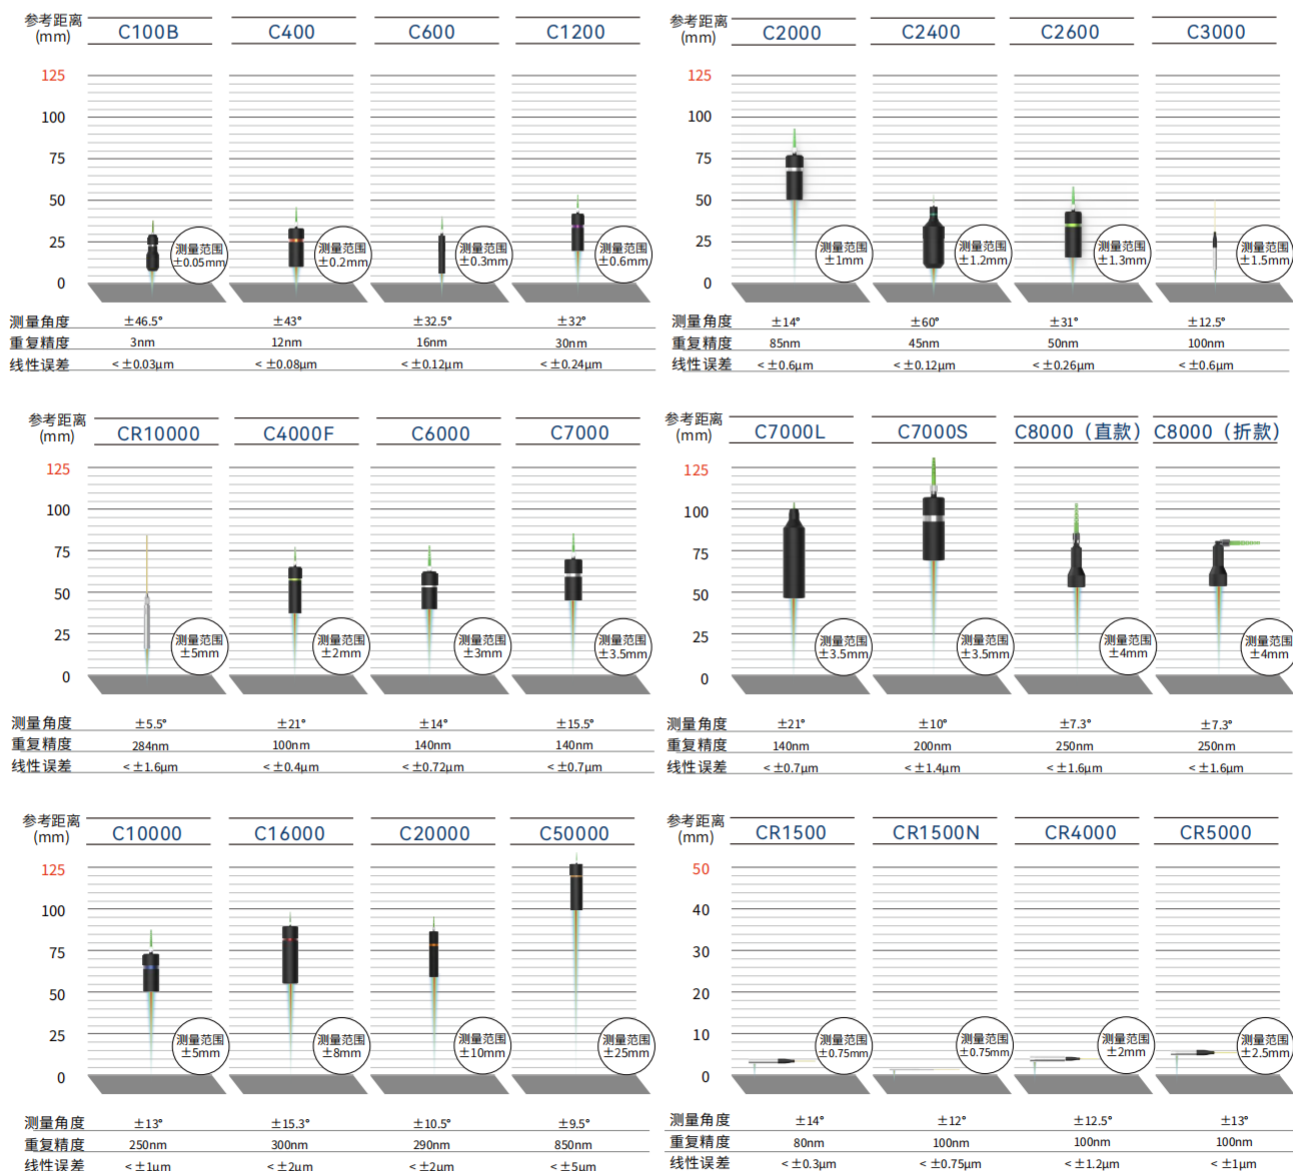 参考距离
(mm)
C100B
C400
C600
C1200
125
100
75
50
25
0
测量范围
±0.05mm
测量范围
±0.2mm
测量范围
±0.3mm
测量范围
±0.6mm
测量角度 ±46.5° ±43° ±32.5° ±32°
重复精度 3nm 12nm 16nm 30nm
线性误差 < ±0.03μm < ±0.08μm < ±0.12μm < ±0.24μm
参考距离
(mm)
C2000
C2400
C2600
C3000
125
100
75
50
25
0
测量范围
±1mm
测量范围
±1.2mm
测量范围
±1.3mm
测量范围
±1.5mm
测量角度 ±14° ±60° ±31° ±12.5°
重复精度 85nm 45nm 50nm 100nm
线性误差 < ±0.6μm < ±0.12μm < ±0.26μm < ±0.6μm
参考距离
(mm)
CR10000
C4000F
C6000
C7000
125
100
75
50
25
0
测量范围
±5mm
测量范围
±2mm
测量范围
±3mm
测量范围
±3.5mm
测量角度 ±5.5° ±21° ±14° ±15.5°
重复精度 284nm 100nm 140nm 140nm
线性误差 < ±1.6μm < ±0.4μm < ±0.72μm < ±0.7μm
参考距离
(mm)
C7000L
C7000S
C8000（直款）
C8000（折款）
125
100
75
50
25
0
测量范围
±3.5mm
测量范围
±3.5mm
测量范围
±4mm
测量范围
±4mm
测量角度 ±21° ±10° ±7.3° ±7.3°
重复精度 140nm 200nm 250nm 250nm
线性误差 < ±0.7μm < ±1.4μm < ±1.6μm < ±1.6μm
参考距离
(mm)
C10000
C16000
C20000
C50000
125
100
75
50
25
0
测量范围
±5mm
测量范围
±8mm
测量范围
±10mm
测量范围
±25mm
测量角度 ±13° ±15.3° ±10.5° ±9.5°
重复精度 250nm 300nm 290nm 850nm
线性误差 < ±1μm < ±2μm < ±2μm < ±5μm
参考距离
(mm)
CR1500
CR1500N
CR4000
CR5000
50
40
30
20
10
0
测量范围
±0.75mm
测量范围
±0.75mm
测量范围
±2mm
测量范围
±2.5mm
测量角度 ±14° ±12° ±12.5° ±13°
重复精度 80nm 100nm 100nm 100nm
线性误差 < ±0.3μm < ±0.75μm < ±1.2μm < ±1μm